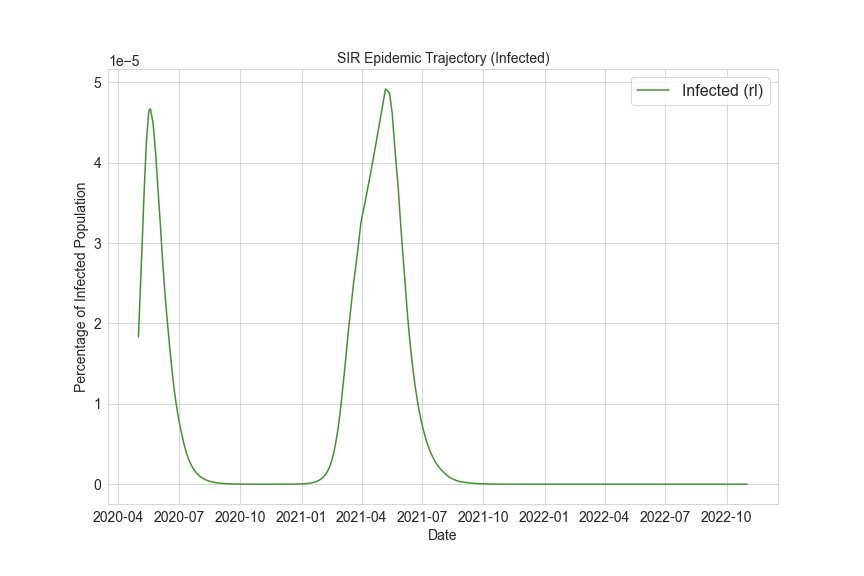 SIR Epidemic Trajectory (Infected)
1e−5
Infected (rl)
5
4
3
2
1
0
Percentage of Infected Population
2020-04 2020-07 2020-10 2021-01 2021-04 2021-07 2021-10 2022-01 2022-04 2022-07 2022-10
Date